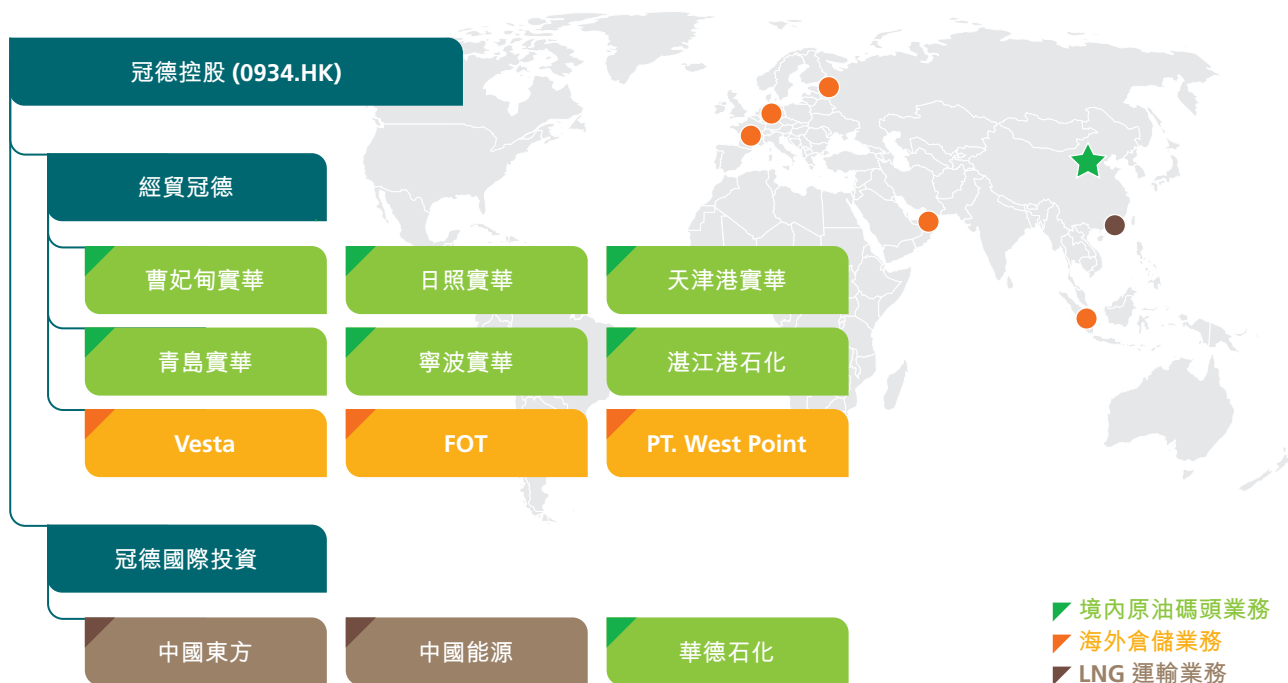 冠德控股 (0934.HK)
經貿冠德
曹妃甸實華
日照實華
天津港實華
青島實華
寧波實華
湛江港石化
Vesta
FOT
PT. West Point
冠德國際投資
中國東方
中國能源
華德石化
境內原油碼頭業務
海外倉儲業務
LNG 運輸業務